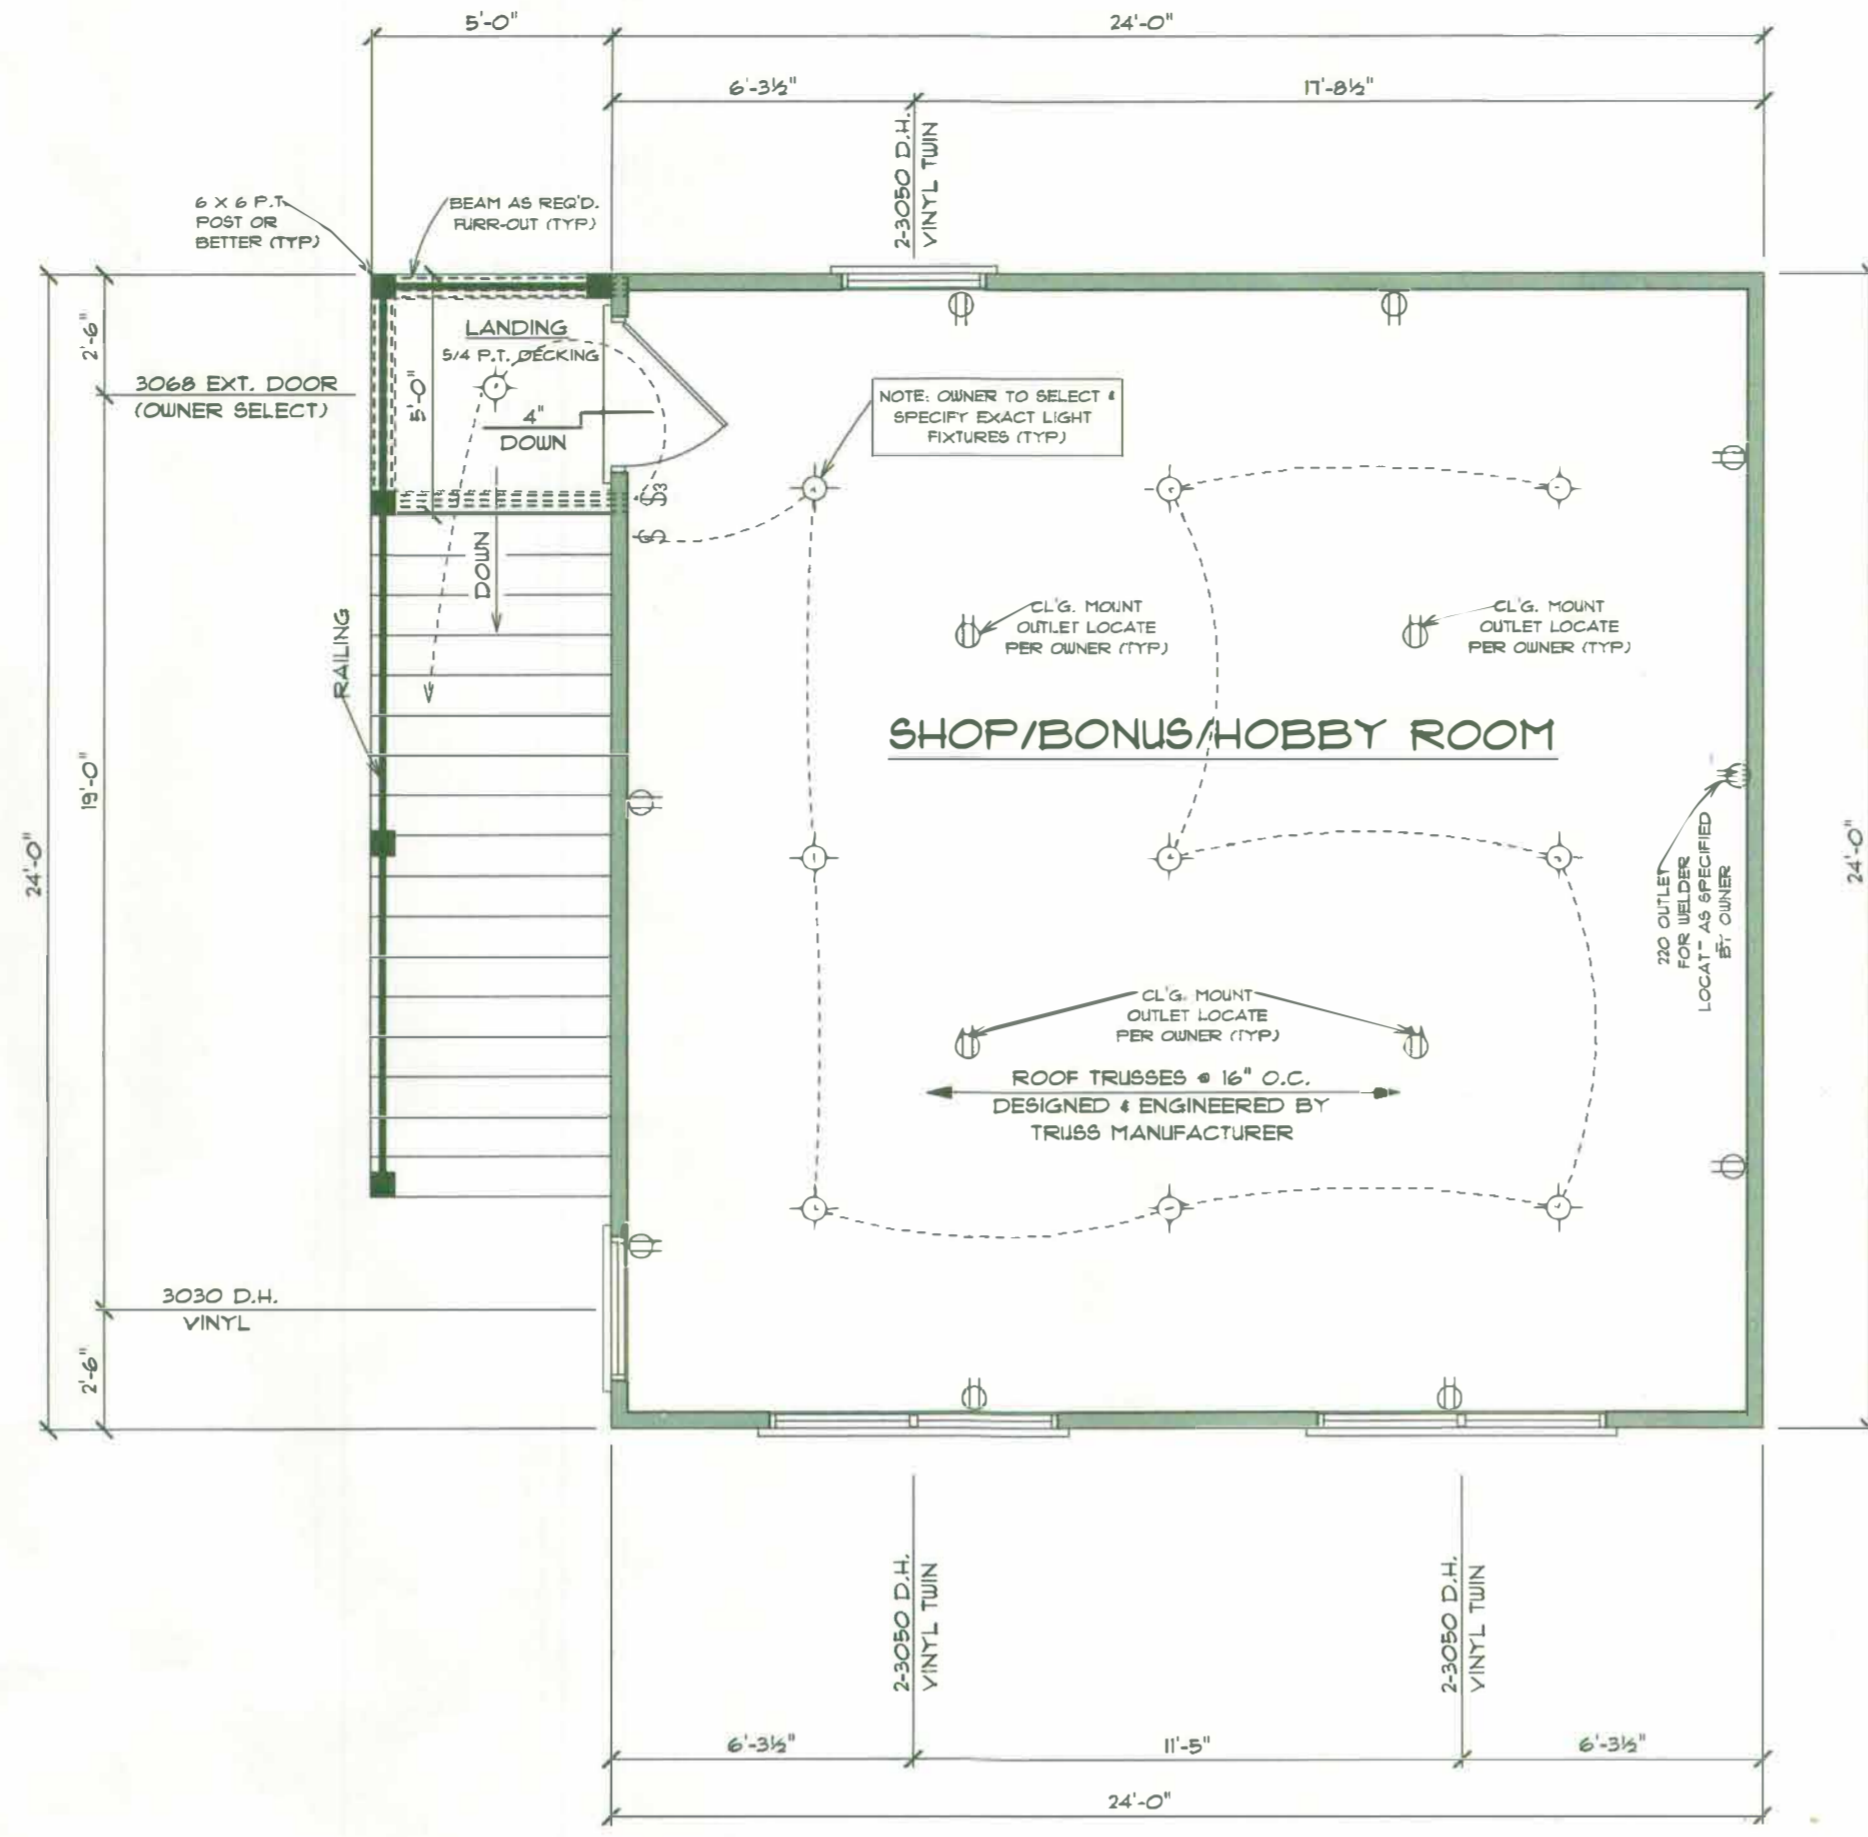 5'-0"
24'-0"
6'-3½"
17'-8½"
2-3050 D.H.
VINYL TWIN
6 X 6 P.T.
POST OR
BETTER (TYP)
BEAM AS REQ'D.
FURR-OUT (TYP)
2'-6"
3068 EXT. DOOR
(OWNER SELECT)
LANDING
5/4 P.T. DECKING
5'-0"
4"
DOWN
NOTE: OWNER TO SELECT &
SPECIFY EXACT LIGHT
FIXTURES (TYP)
$3
$
DOWN
RAILING
CL'G. MOUNT
OUTLET LOCATE
PER OWNER (TYP)
CL'G. MOUNT
OUTLET LOCATE
PER OWNER (TYP)
SHOP/BONUS/HOBBY ROOM
19'-0"
24'-0"
24'-0"
220 OUTLET
FOR WELDER
AS SPECIFIED
BY OWNER
CL'G. MOUNT
OUTLET LOCATE
PER OWNER (TYP)
ROOF TRUSSES @ 16" O.C.
DESIGNED & ENGINEERED BY
TRUSS MANUFACTURER
3030 D.H.
VINYL
2'-6"
2-3050 D.H.
VINYL TWIN
2-3050 D.H.
VINYL TWIN
6'-3½"
11'-5"
6'-3½"
24'-0"